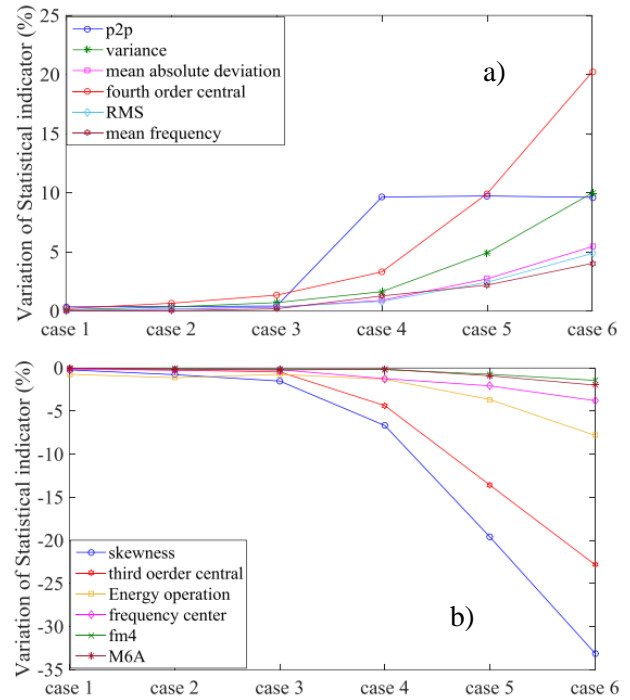 25
20
15
10
5
0
Variation of Statistical indicator (%)
p2p
variance
mean absolute deviation
fourth order central
RMS
mean frequency
a)
case 1 case 2 case 3 case 4 case 5 case 6
0
-5
-10
-15
-20
-25
-30
-35
Variation of Statistical indicator (%)
skewness
third oerder central
Energy operation
frequency center
fm4
M6A
b)
case 1 case 2 case 3 case 4 case 5 case 6